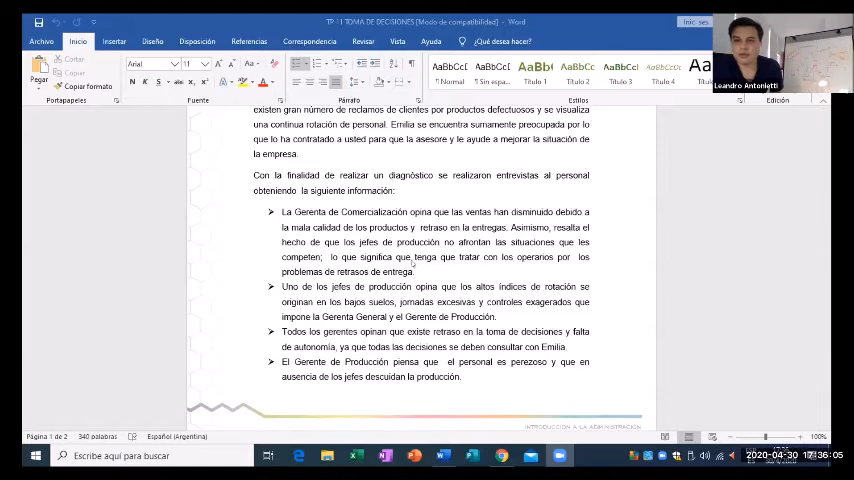 TP 1 I TOMA DE DECISIONES [Modo de compatibilidad] - Word
Inic. ses
Archivo Inicio Insertar Diseño Disposición Referencias Correspondencia Revisar Vista Ayuda ¿Qué desea hacer?
Pegar
Cortar
Copiar
Copiar formato
Arial 11
N K S abc
AaBbCcDc AaBbCcDc AaBbC AaBbCc AaBbCc AaBbCc
¶ Normal ¶ Sin espa... Título 1 Título 2 Título 3 Título 4
Portapapeles Fuente Párrafo Estilos Edición
Leandro Antonietti
existen gran número de reclamos de clientes por productos defectuosos y se visualiza
una continua rotación de personal. Emilia se encuentra sumamente preocupada por lo
que lo ha contratado a usted para que la asesore y le ayude a mejorar la situación de
la empresa.
Con la finalidad de realizar un diagnóstico se realizaron entrevistas al personal
obteniendo la siguiente información:
➤ La Gerenta de Comercialización opina que las ventas han disminuido debido a
la mala calidad de los productos y retraso en la entregas. Asimismo, resalta el
hecho de que los jefes de producción no afrontan las situaciones que les
competen; lo que significa que tenga que tratar con los operarios por los
problemas de retrasos de entrega.
➤ Uno de los jefes de producción opina que los altos índices de rotación se
originan en los bajos suelos, jornadas excesivas y controles exagerados que
impone la Gerenta General y el Gerente de Producción.
➤ Todos los gerentes opinan que existe retraso en la toma de decisiones y falta
de autonomía, ya que todas las decisiones se deben consultar con Emilia.
➤ El Gerente de Producción piensa que el personal es perezoso y que en
ausencia de los jefes descuidan la producción.
INTRODUCCION A LA ADMINISTRACIÓN
Página 1 de 2 340 palabras Español (Argentina) 100%
Escribe aquí para buscar
2020-04-30 17:36:05